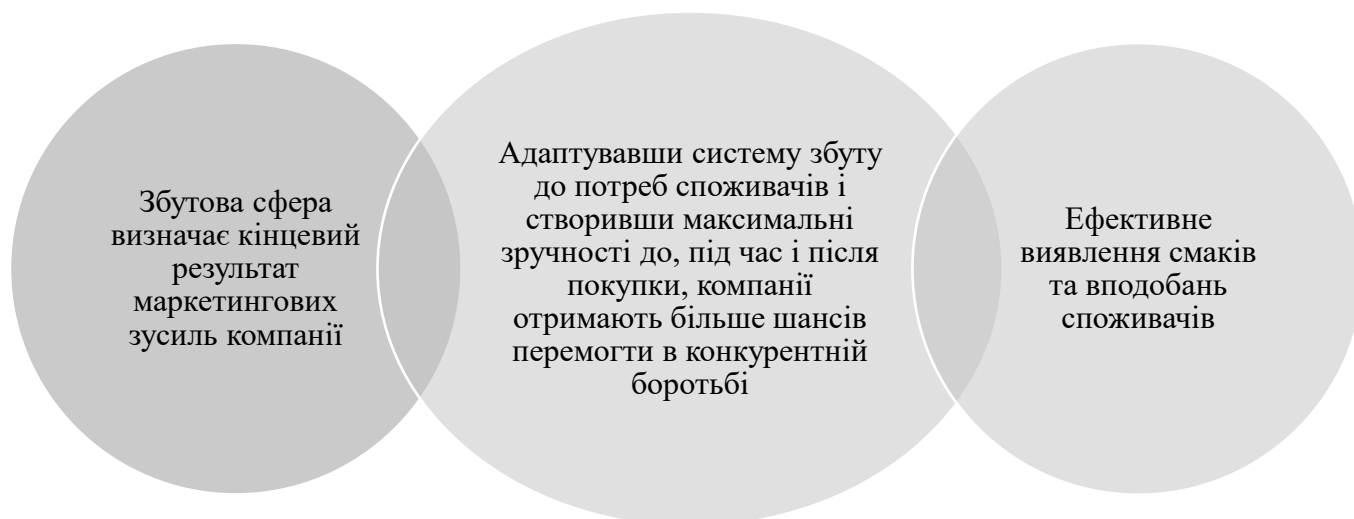 Збутова сфера
визначає кінцевий
результат
маркетингових
зусиль компанії
Адаптувавши систему збуту
до потреб споживачів і
створивши максимальні
зручності до, під час і після
покупки, компанії
отримають більше шансів
перемогти в конкурентній
боротьбі
Ефективне
виявлення смаків
та вподобань
споживачів